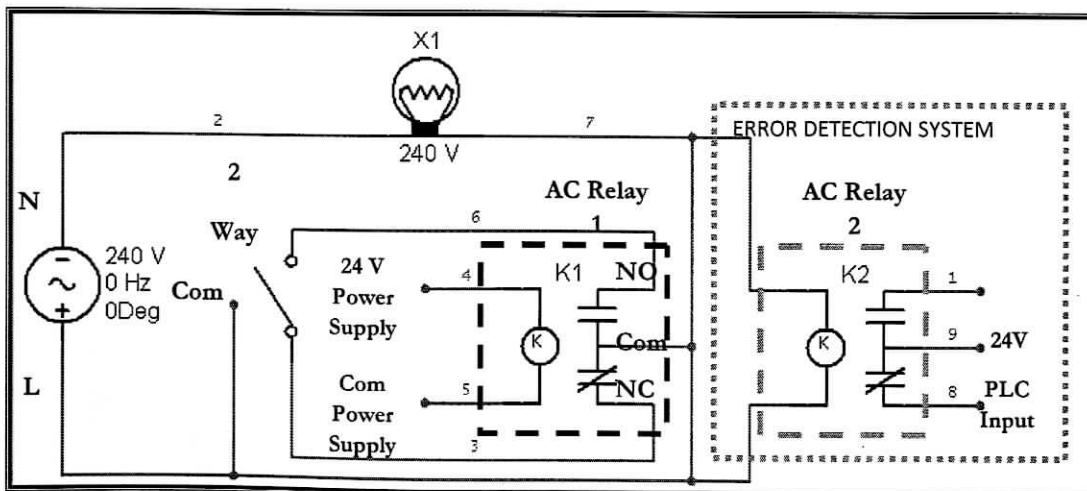 X1
240 V
2
7
ERROR DETECTION SYSTEM
2
N
Way
240 V
0 Hz
0Deg
Com
L
24 V
Power
Supply
Com
Power
Supply
AC Relay
1
6
4
5
3
K1
K
NO
Com
NC
AC Relay
2
K2
K
1
9
8
24V
PLC
Input